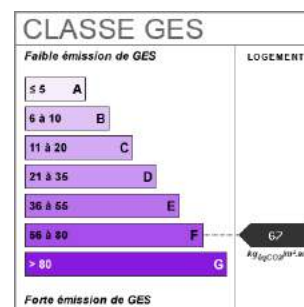 CLASSE GES
Faible émission de GES
LOGEMENT
≤ 5 A
6 à 10 B
11 à 20 C
21 à 35 D
36 à 55 E
56 à 80 F
67
> 80 G
Forte émission de GES